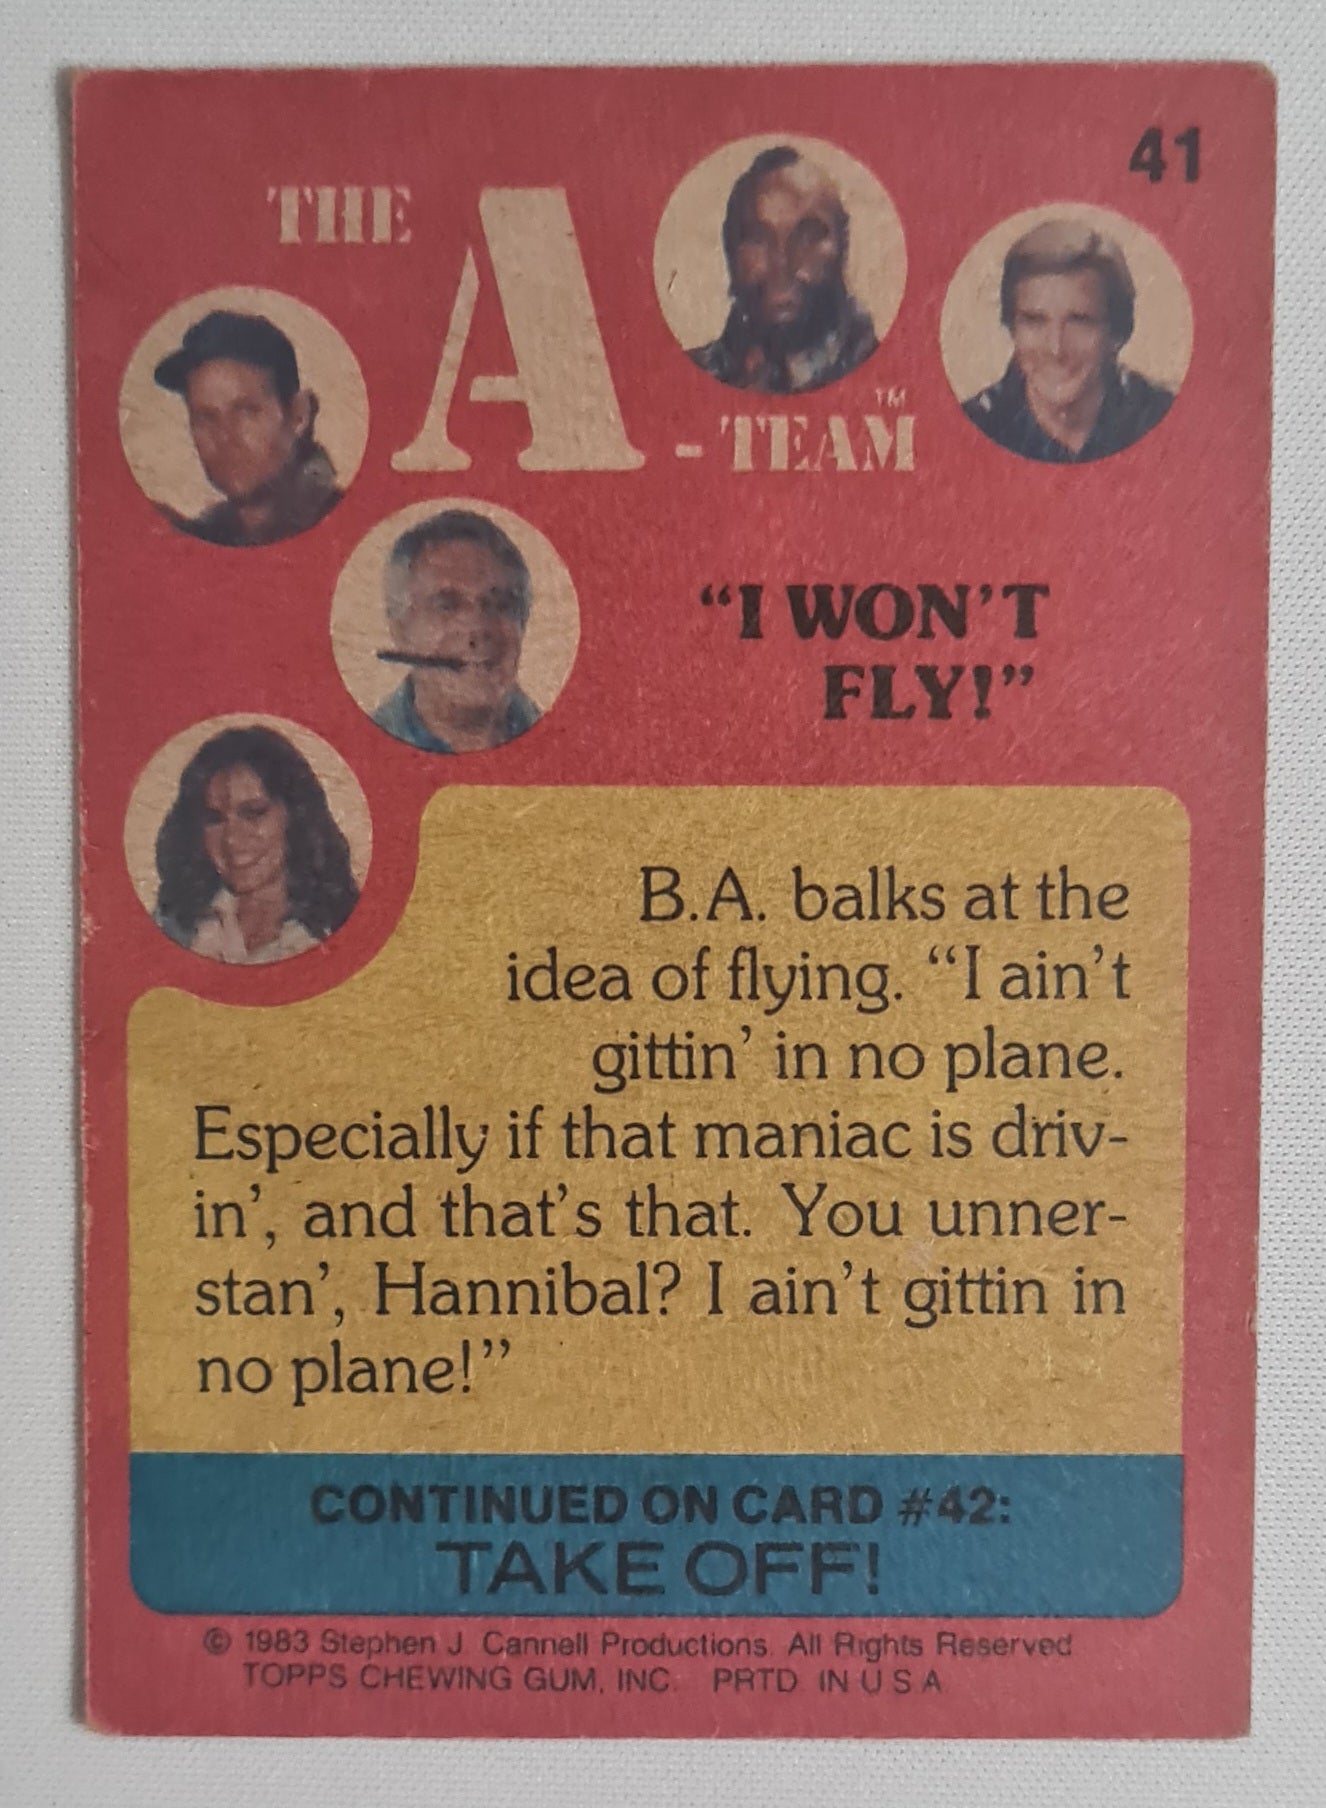 41
THE
A
-TEAM
TM
"I WON'T
FLY!"
B.A. balks at the
idea of flying. "I ain't
gittin' in no plane.
Especially if that maniac is driv-
in', and that's that. You unner-
stan', Hannibal? I ain't gittin in
no plane!"
CONTINUED ON CARD #42:
TAKE OFF!
© 1983 Stephen J. Cannell Productions. All Rights Reserved
TOPPS CHEWING GUM, INC. PRTD IN U S A